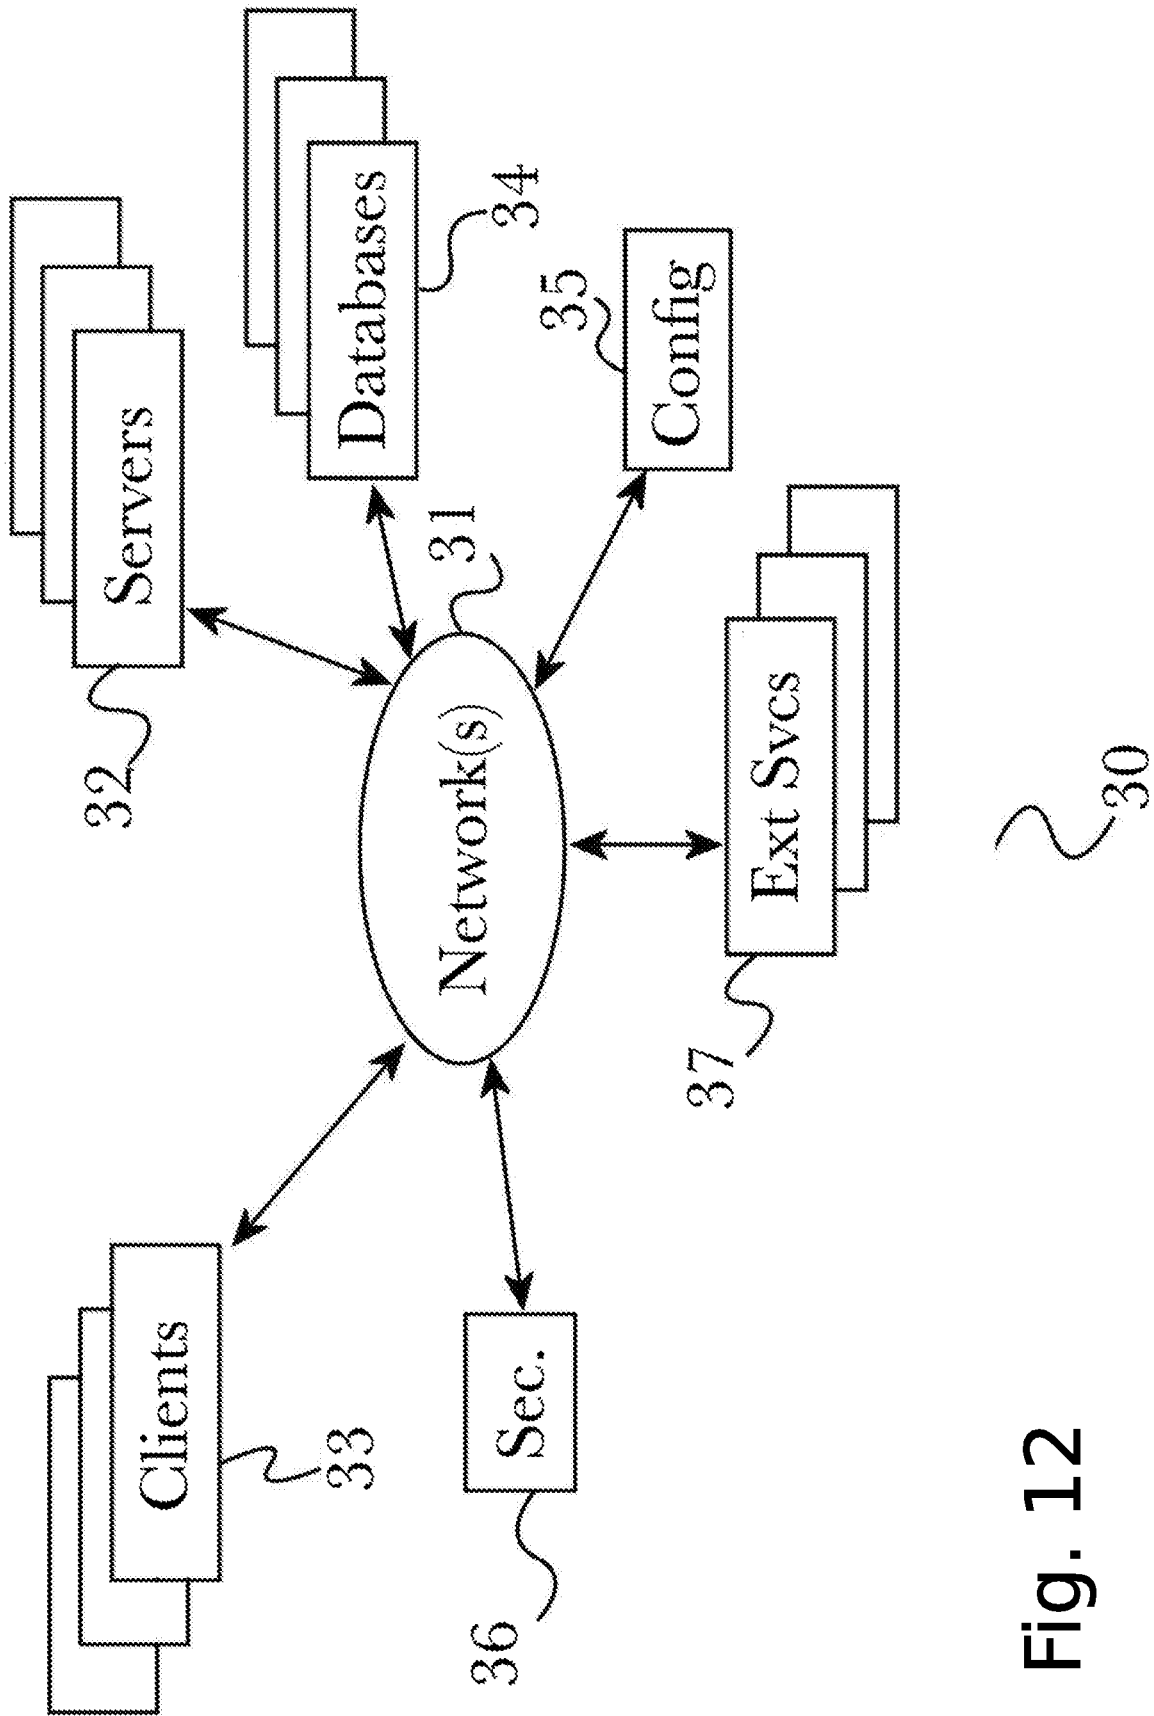 Clients
33
32
Servers
Databases
34
Network(s)
31
35
Config
Sec.
36
37
Ext Svcs
30
Fig. 12